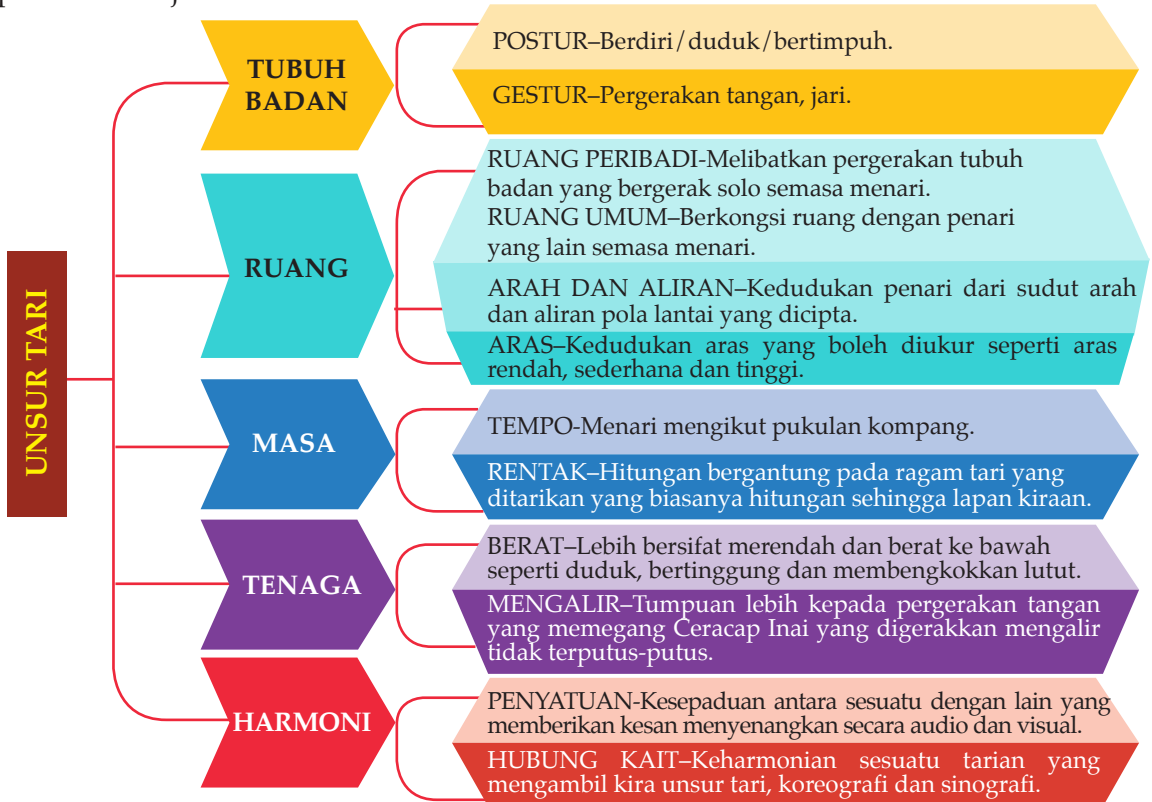 UNSUR TARI
TUBUH
BADAN
POSTUR–Berdiri/duduk/bertimpuh.
GESTUR–Pergerakan tangan, jari.
RUANG
RUANG PERIBADI-Melibatkan pergerakan tubuh
badan yang bergerak solo semasa menari.
RUANG UMUM–Berkongsi ruang dengan penari
yang lain semasa menari.
ARAH DAN ALIRAN–Kedudukan penari dari sudut arah
dan aliran pola lantai yang dicipta.
ARAS–Kedudukan aras yang boleh diukur seperti aras
rendah, sederhana dan tinggi.
MASA
TEMPO-Menari mengikut pukulan kompang.
RENTAK–Hitungan bergantung pada ragam tari yang
ditarikan yang biasanya hitungan sehingga lapan kiraan.
TENAGA
BERAT–Lebih bersifat merendah dan berat ke bawah
seperti duduk, bertinggung dan membengkokkan lutut.
MENGALIR–Tumpuan lebih kepada pergerakan tangan
yang memegang Ceracap Inai yang digerakkan mengalir
tidak terputus-putus.
HARMONI
PENYATUAN-Kesepaduan antara sesuatu dengan lain yang
memberikan kesan menyenangkan secara audio dan visual.
HUBUNG KAIT–Keharmonian sesuatu tarian yang
mengambil kira unsur tari, koreografi dan sinografi.